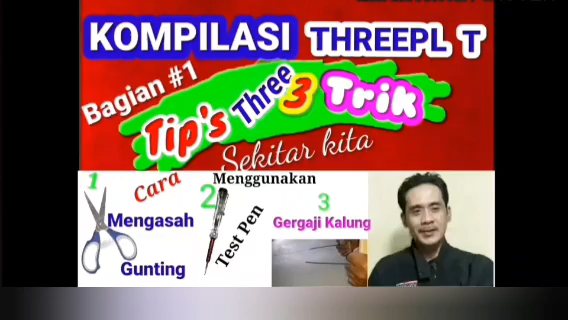 KOMPILASI THREEPL T
Bagian #1
Tip's Three 3 Trik
Sekitar kita
1 Cara Mengasah Gunting
2 Menggunakan Test Pen
3 Gergaji Kalung